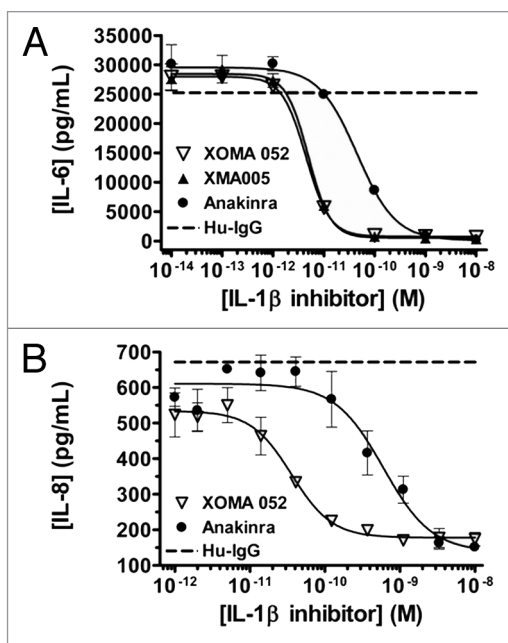 A
35000
30000
25000
20000
15000
10000
5000
0
[IL-6] (pg/mL)
XOMA 052
XMA005
Anakinra
Hu-IgG
10-14 10-13 10-12 10-11 10-10 10-9 10-8
[IL-1β inhibitor] (M)
B
700
600
500
400
300
200
100
[IL-8] (pg/mL)
XOMA 052
Anakinra
Hu-IgG
10-12 10-11 10-10 10-9 10-8
[IL-1β inhibitor] (M)